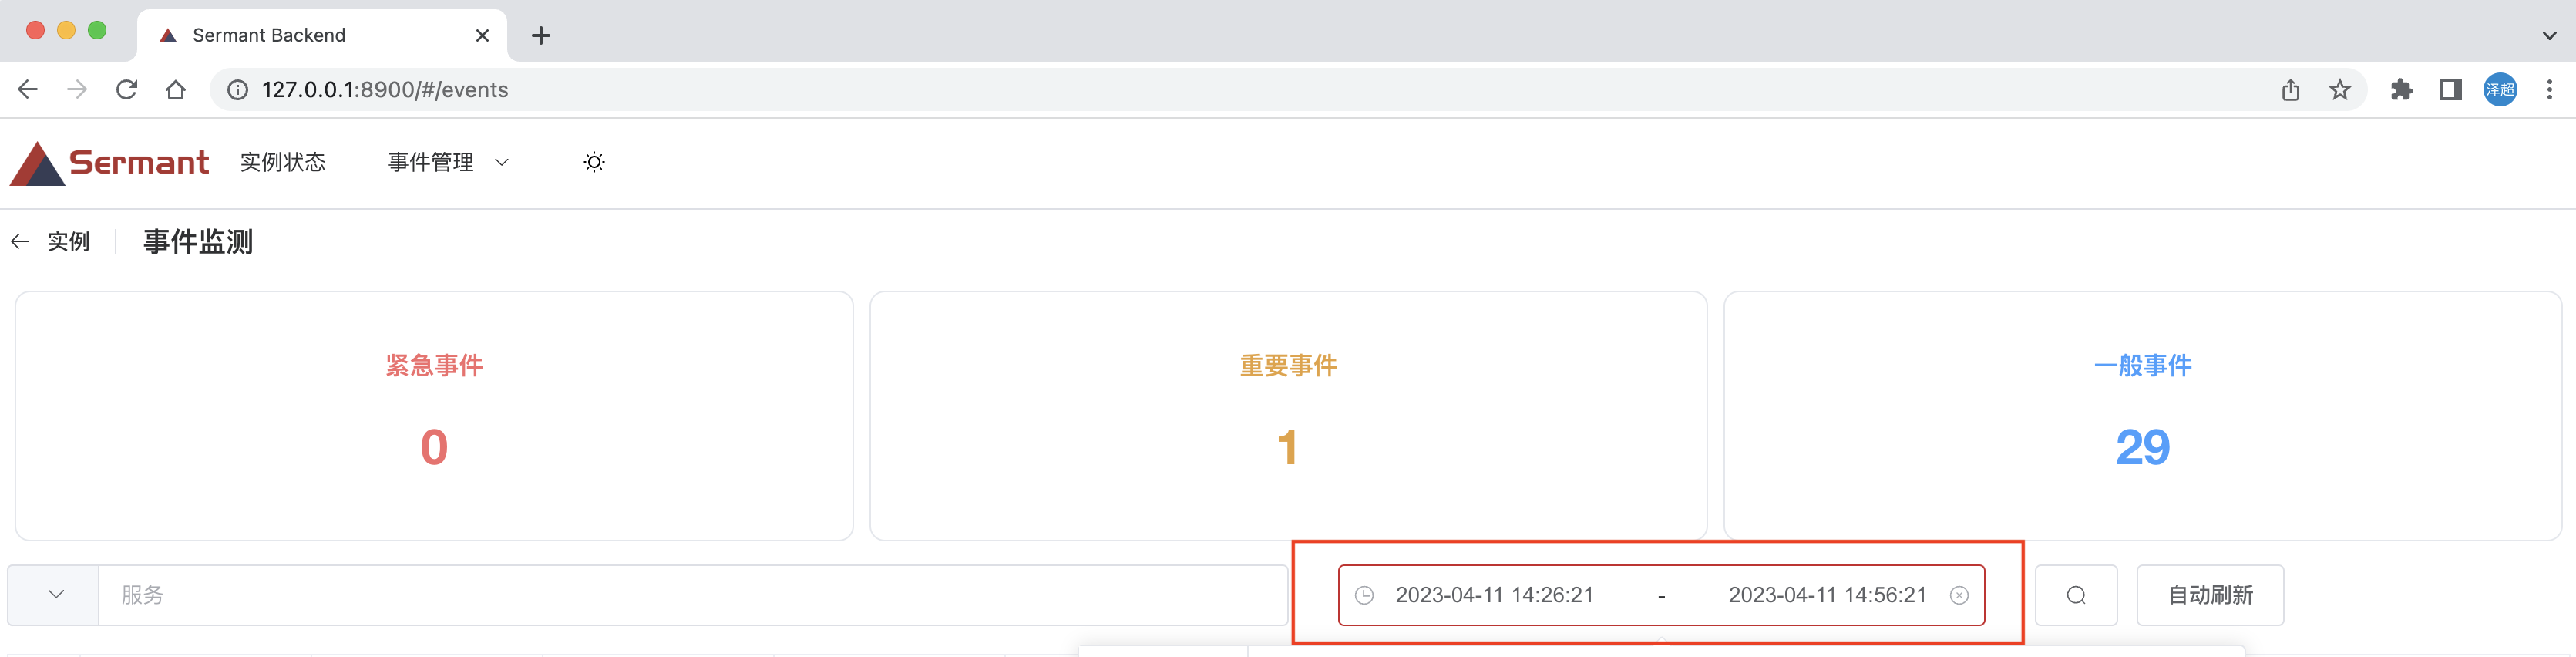 Sermant Backend
127.0.0.1:8900/#/events
泽超
Sermant 实例状态 事件管理
实例 事件监测
紧急事件 重要事件 一般事件
0 1 29
服务 2023-04-11 14:26:21 - 2023-04-11 14:56:21 自动刷新